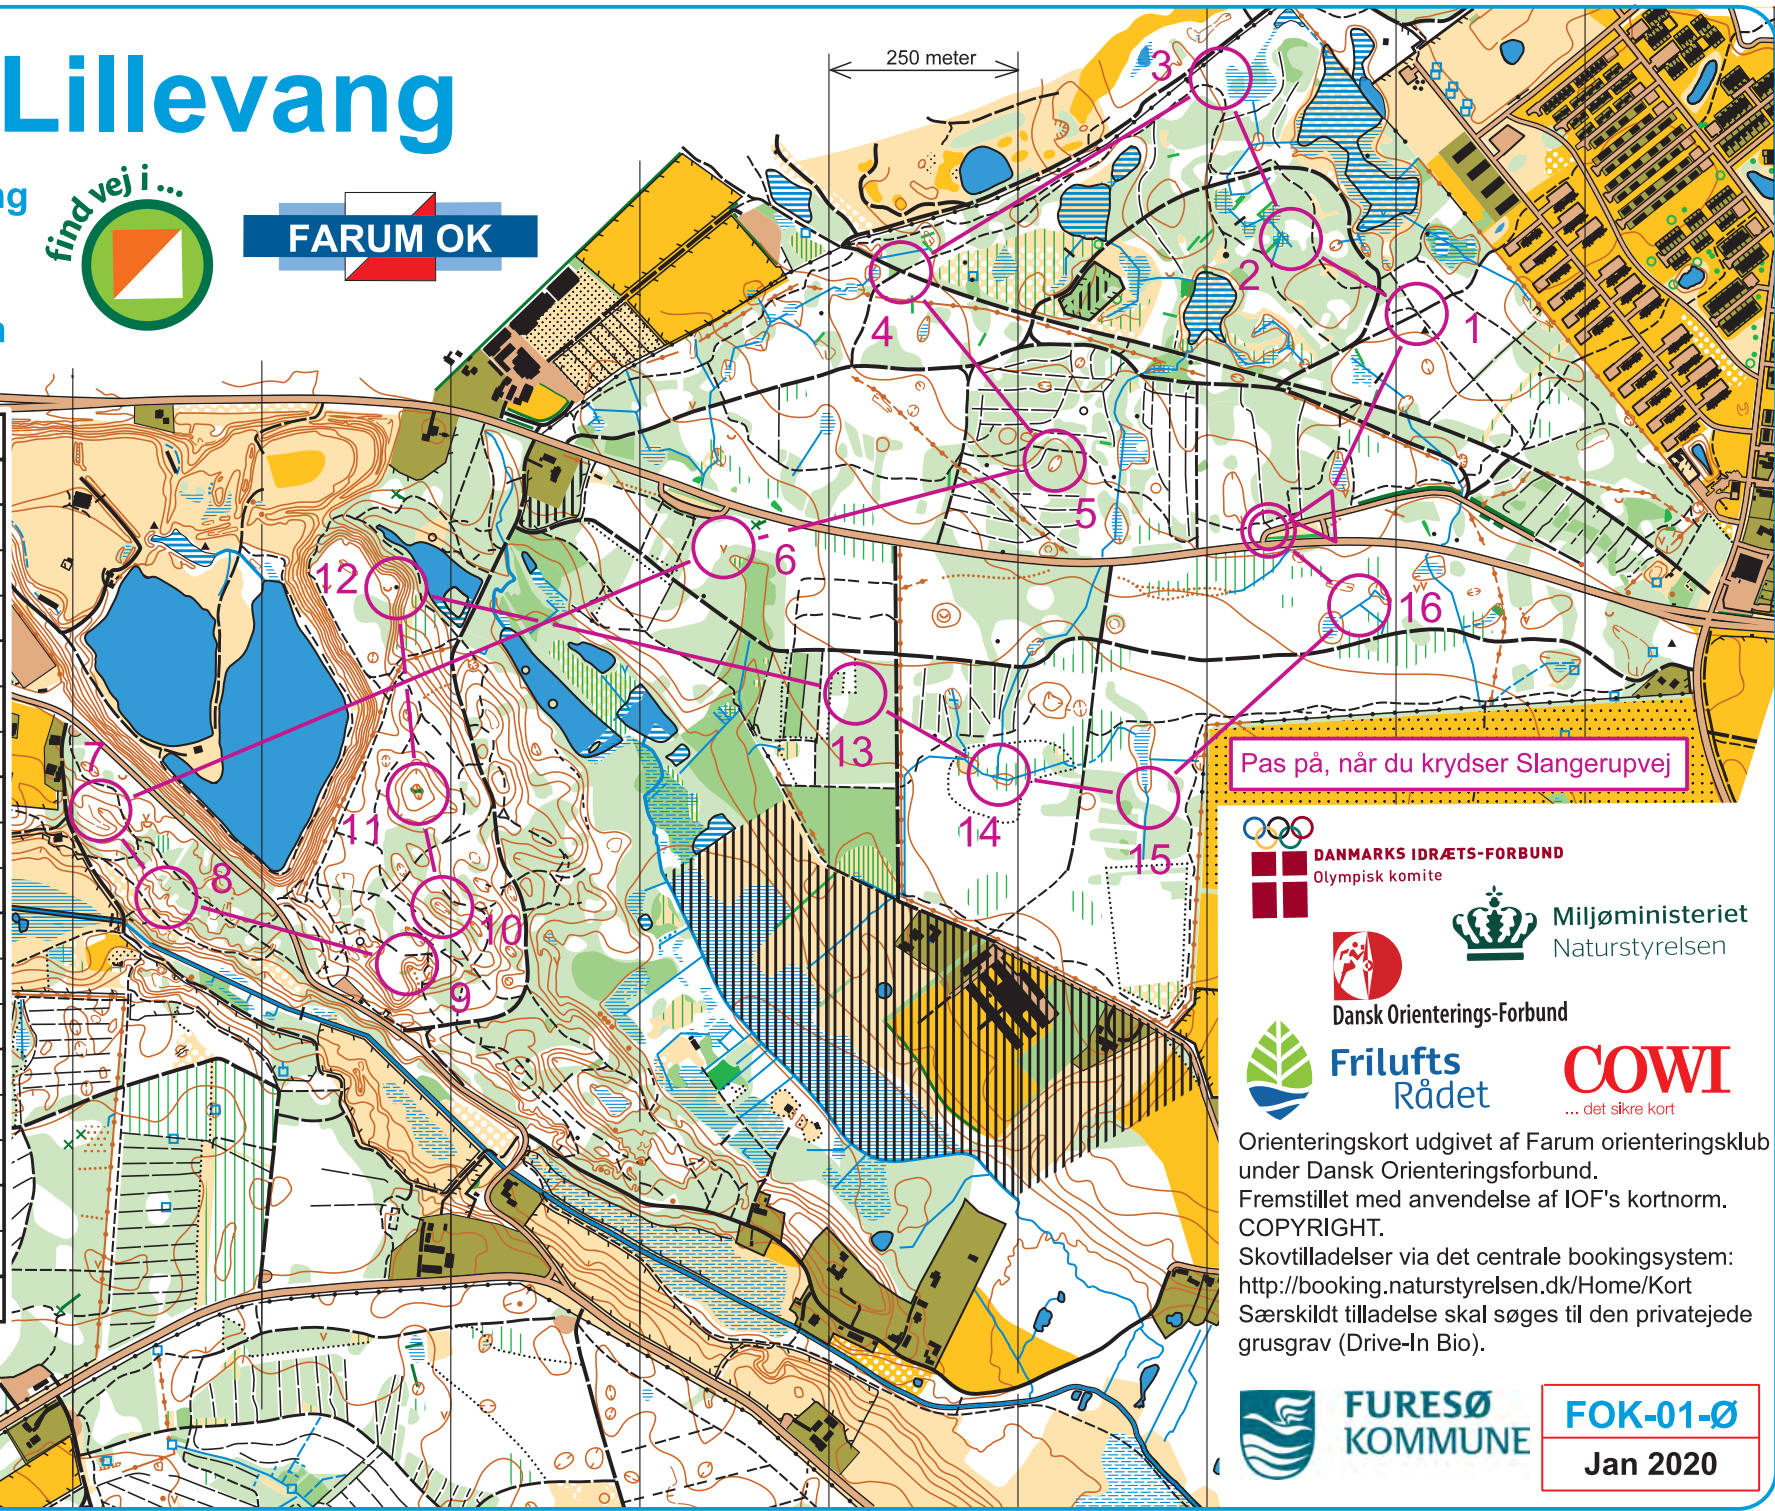 Lillevang
ng
find vej i ...
FARUM OK
250 meter
3
2
1
4
5
6
12
16
13
7
11
14
15
8
10
9
Pas på, når du krydser Slangerupvej
DANMARKS IDRÆTS-FORBUND
Olympisk komite
Miljøministeriet
Naturstyrelsen
Dansk Orienterings-Forbund
Frilufts
Rådet
COWI
... det sikre kort
Orienteringskort udgivet af Farum orienteringsklub
under Dansk Orienteringsforbund.
Fremstillet med anvendelse af IOF's kortnorm.
COPYRIGHT.
Skovtilladelser via det centrale bookingsystem:
http://booking.naturstyrelsen.dk/Home/Kort
Særskildt tilladelse skal søges til den privatejede
grusgrav (Drive-In Bio).
FURESØ
KOMMUNE
FOK-01-Ø
Jan 2020